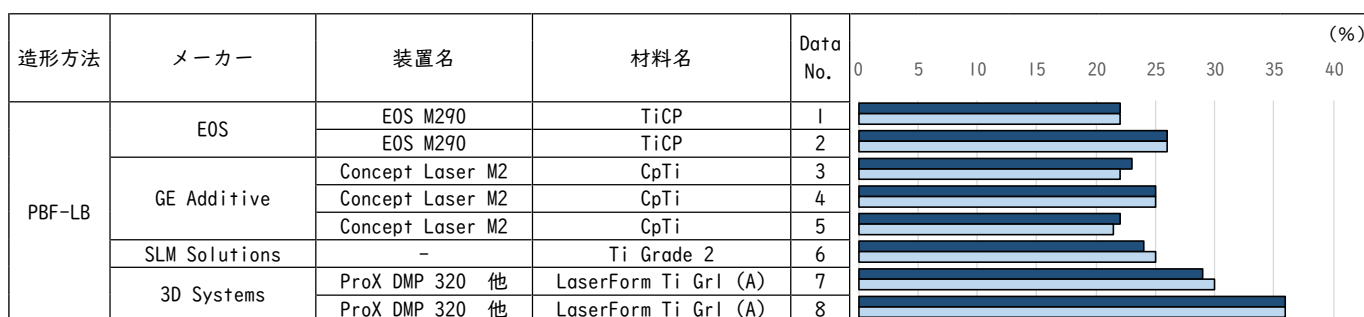 (%)
造形方法 メーカー 装置名 材料名 Data No. 0 5 10 15 20 25 30 35 40
PBF-LB
EOS
EOS M290 TiCP 1
EOS M290 TiCP 2
GE Additive
Concept Laser M2 CpTi 3
Concept Laser M2 CpTi 4
Concept Laser M2 CpTi 5
SLM Solutions - Ti Grade 2 6
3D Systems
ProX DMP 320 他 LaserForm Ti Gr1 (A) 7
ProX DMP 320 他 LaserForm Ti Gr1 (A) 8